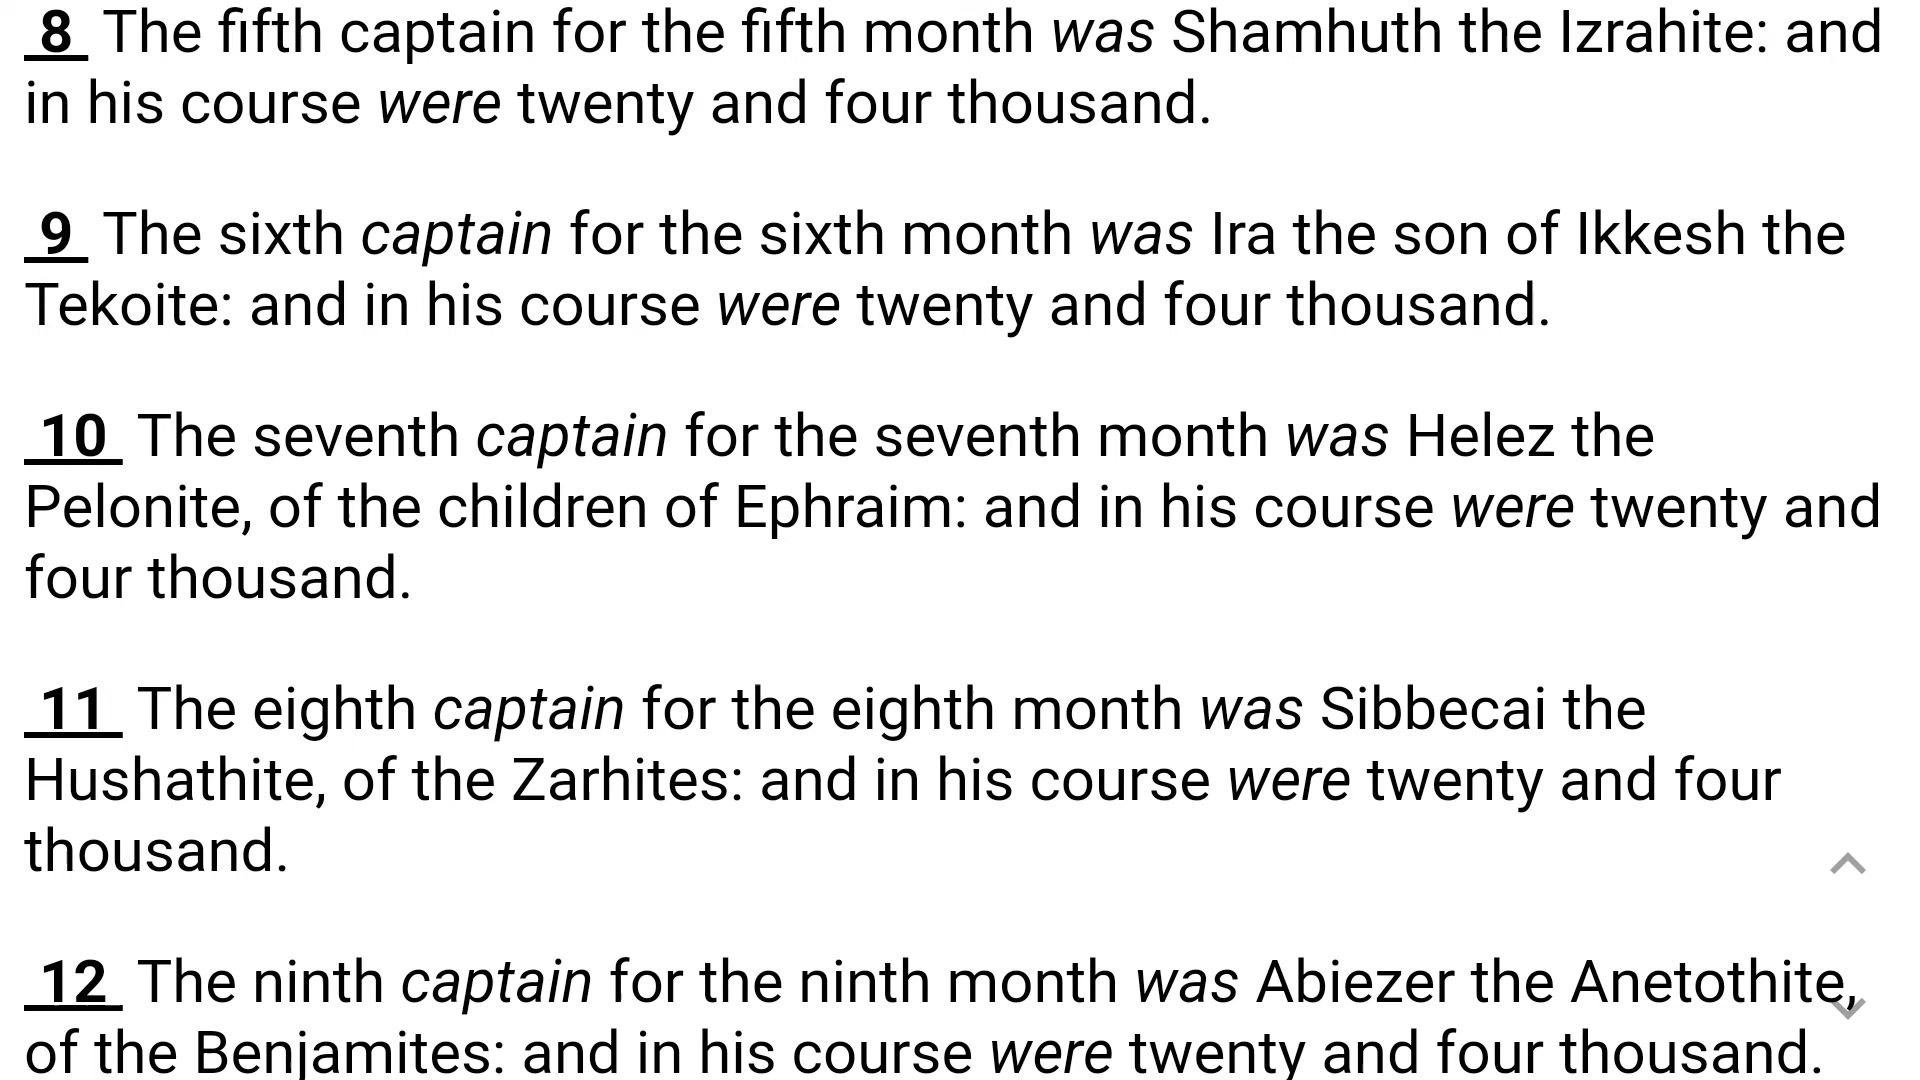 8 The fifth captain for the fifth month was Shamhuth the Izrahite: and
in his course were twenty and four thousand.
9 The sixth captain for the sixth month was Ira the son of Ikkesh the
Tekoite: and in his course were twenty and four thousand.
10 The seventh captain for the seventh month was Helez the
Pelonite, of the children of Ephraim: and in his course were twenty and
four thousand.
11 The eighth captain for the eighth month was Sibbecai the
Hushathite, of the Zarhites: and in his course were twenty and four
thousand.
12 The ninth captain for the ninth month was Abiezer the Anetothite,
of the Benjamites: and in his course were twenty and four thousand.